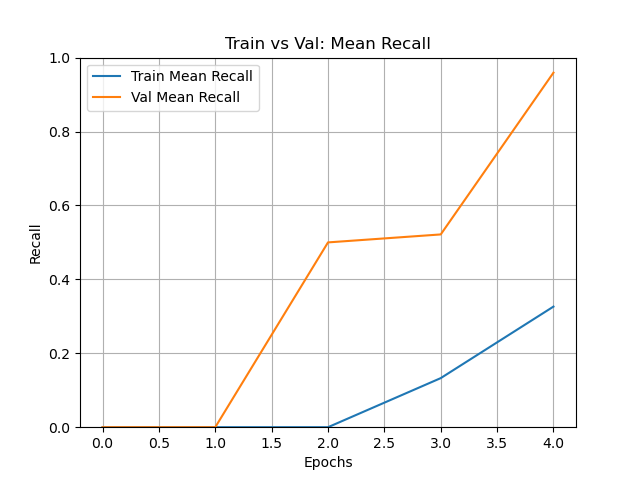 Train vs Val: Mean Recall
1.0
Train Mean Recall
Val Mean Recall
0.8
0.6
Recall
0.4
0.2
0.0
0.0 0.5 1.0 1.5 2.0 2.5 3.0 3.5 4.0
Epochs